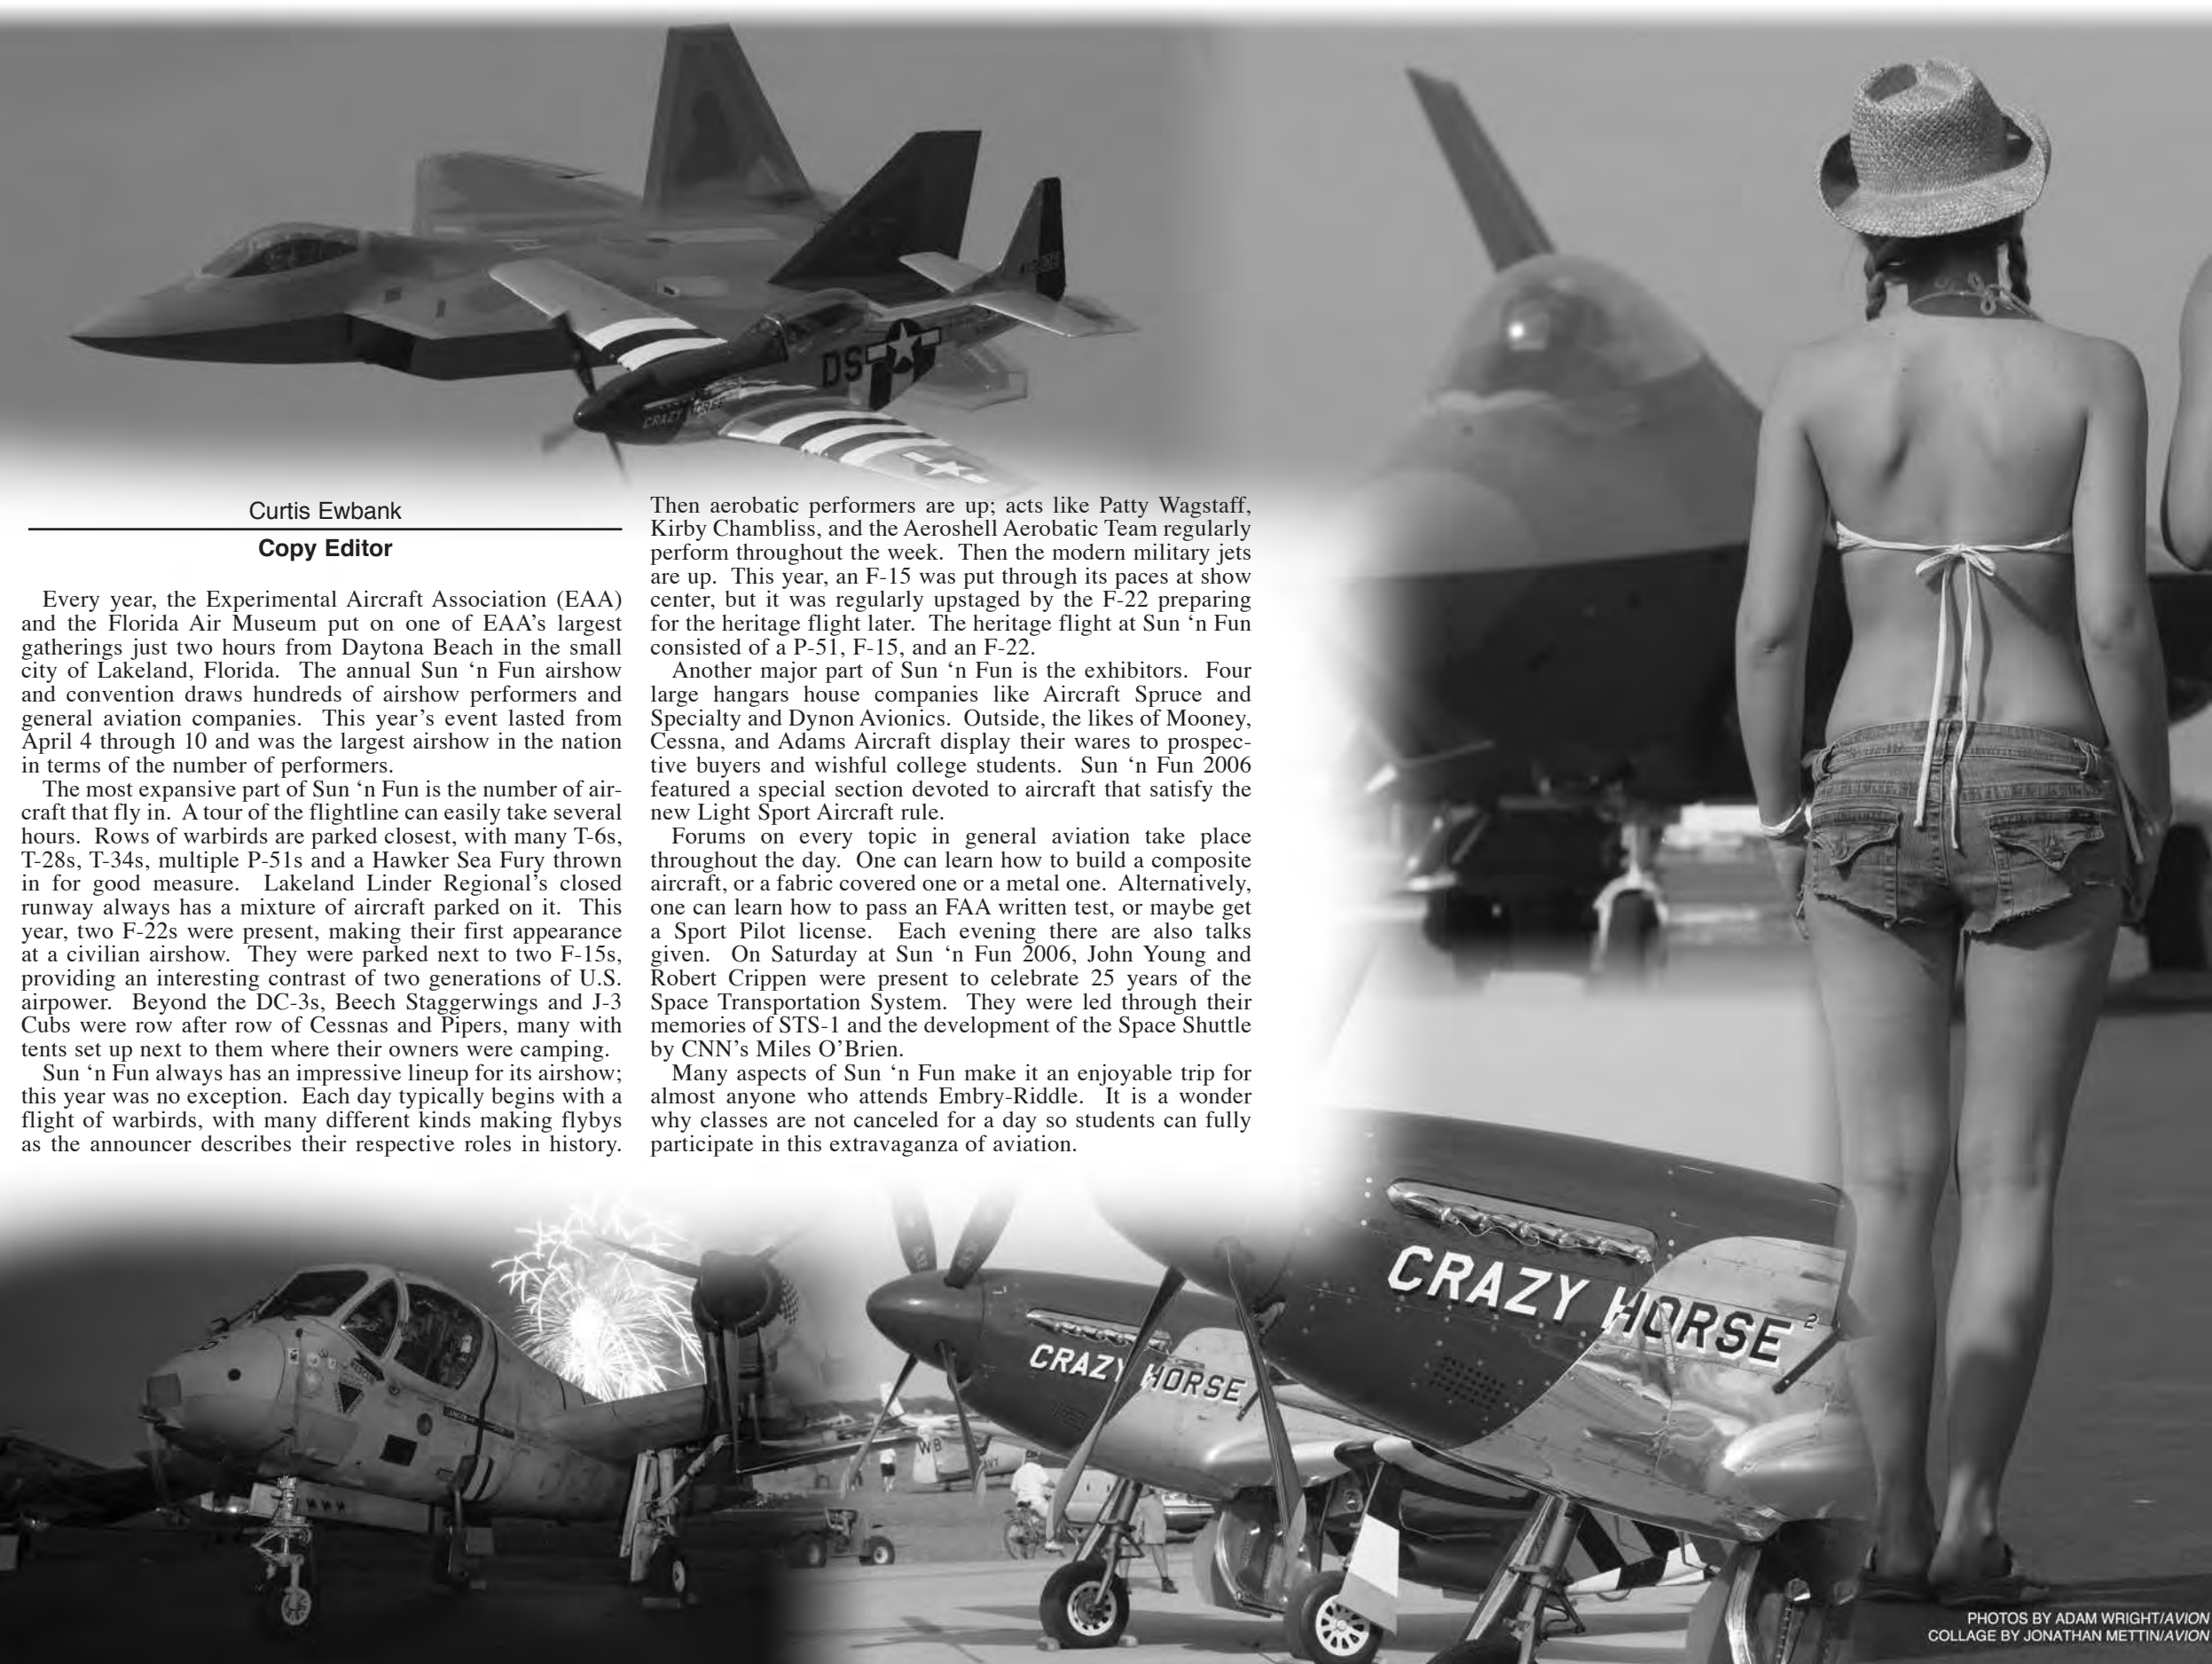 DS
CRAZY HORSE
Curtis Ewbank
Copy Editor
Every year, the Experimental Aircraft Association (EAA)
and the Florida Air Museum put on one of EAA's largest
gatherings just two hours from Daytona Beach in the small
city of Lakeland, Florida. The annual Sun 'n Fun airshow
and convention draws hundreds of airshow performers and
general aviation companies. This year's event lasted from
April 4 through 10 and was the largest airshow in the nation
in terms of the number of performers.
The most expansive part of Sun 'n Fun is the number of air-
craft that fly in. A tour of the flightline can easily take several
hours. Rows of warbirds are parked closest, with many T-6s,
T-28s, T-34s, multiple P-51s and a Hawker Sea Fury thrown
in for good measure. Lakeland Linder Regional's closed
runway always has a mixture of aircraft parked on it. This
year, two F-22s were present, making their first appearance
at a civilian airshow. They were parked next to two F-15s,
providing an interesting contrast of two generations of U.S.
airpower. Beyond the DC-3s, Beech Staggerwings and J-3
Cubs were row after row of Cessnas and Pipers, many with
tents set up next to them where their owners were camping.
Sun 'n Fun always has an impressive lineup for its airshow;
this year was no exception. Each day typically begins with a
flight of warbirds, with many different kinds making flybys
as the announcer describes their respective roles in history.
Then aerobatic performers are up; acts like Patty Wagstaff,
Kirby Chambliss, and the Aeroshell Aerobatic Team regularly
perform throughout the week. Then the modern military jets
are up. This year, an F-15 was put through its paces at show
center, but it was regularly upstaged by the F-22 preparing
for the heritage flight later. The heritage flight at Sun 'n Fun
consisted of a P-51, F-15, and an F-22.
Another major part of Sun 'n Fun is the exhibitors. Four
large hangars house companies like Aircraft Spruce and
Specialty and Dynon Avionics. Outside, the likes of Mooney,
Cessna, and Adams Aircraft display their wares to prospec-
tive buyers and wishful college students. Sun 'n Fun 2006
featured a special section devoted to aircraft that satisfy the
new Light Sport Aircraft rule.
Forums on every topic in general aviation take place
throughout the day. One can learn how to build a composite
aircraft, or a fabric covered one or a metal one. Alternatively,
one can learn how to pass an FAA written test, or maybe get
a Sport Pilot license. Each evening there are also talks
given. On Saturday at Sun 'n Fun 2006, John Young and
Robert Crippen were present to celebrate 25 years of the
Space Transportation System. They were led through their
memories of STS-1 and the development of the Space Shuttle
by CNN's Miles O'Brien.
Many aspects of Sun 'n Fun make it an enjoyable trip for
almost anyone who attends Embry-Riddle. It is a wonder
why classes are not canceled for a day so students can fully
participate in this extravaganza of aviation.
CRAZY HORSE
CRAZY HORSE 2
WB
PHOTOS BY ADAM WRIGHT/AVION
COLLAGE BY JONATHAN METTIN/AVION